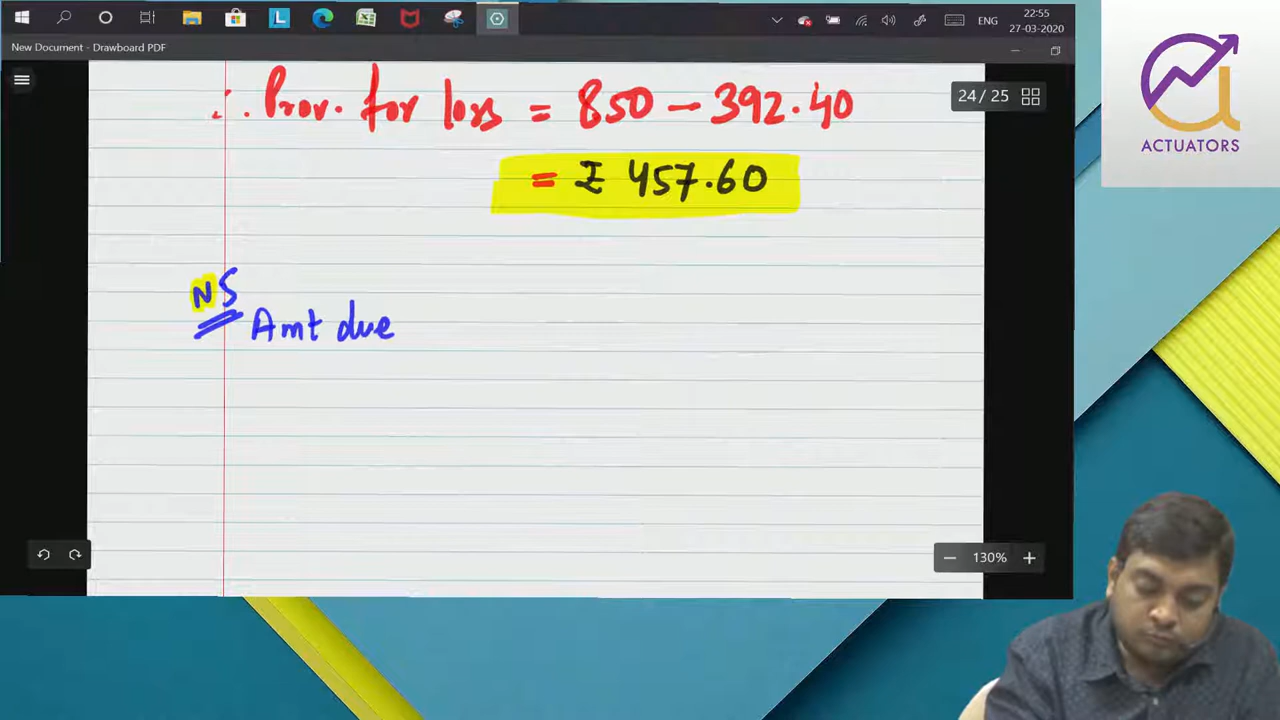 22:55
ENG
27-03-2020
New Document - Drawboard PDF
∴ Prov. for loss = 850 - 392.40
24 / 25
= ₹ 457.60
NS
Amt due
130%
ACTUATORS